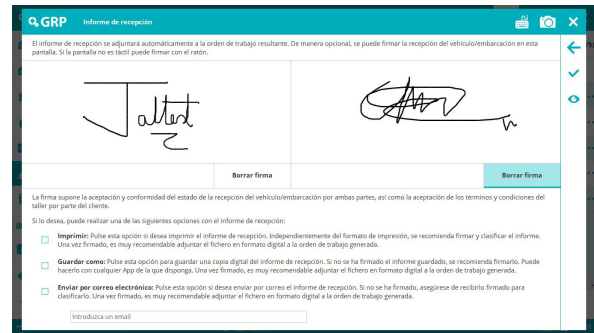 GRP Informe de recepción
El informe de recepción se adjuntará automáticamente a la orden de trabajo resultante. De manera opcional, se puede firmar la recepción del vehículo/embarcación en esta
pantalla. Si la pantalla no es táctil puede firmar con el ratón.
Jaltest
Borrar firma Borrar firma
La firma supone la aceptación y conformidad del estado de la recepción del vehículo/embarcación por ambas partes, así como la aceptación de los términos y condiciones del
taller por parte del cliente.
Si lo desea, puede realizar una de las siguientes opciones con el informe de recepción:
Imprimir: Pulse esta opción si desea imprimir el informe de recepción. Independientemente del formato de impresión, se recomienda firmar y clasificar el informe.
Una vez firmado, es muy recomendable adjuntar el fichero en formato digital a la orden de trabajo generada.
Guardar como: Pulse esta opción para guardar una copia digital del informe de recepción. Si no se ha firmado el informe guardado, se recomienda firmarlo. Puede
hacerlo con cualquier App de la que disponga. Una vez firmado, es muy recomendable adjuntar el fichero en formato digital a la orden de trabajo generada.
Enviar por correo electrónico: Pulse esta opción si desea enviar por correo el informe de recepción. Si no se ha firmado, asegúrese de recibirlo firmado para
clasificarlo. Una vez firmado, es muy recomendable adjuntar el fichero en formato digital a la orden de trabajo generada.
Introduzca un email